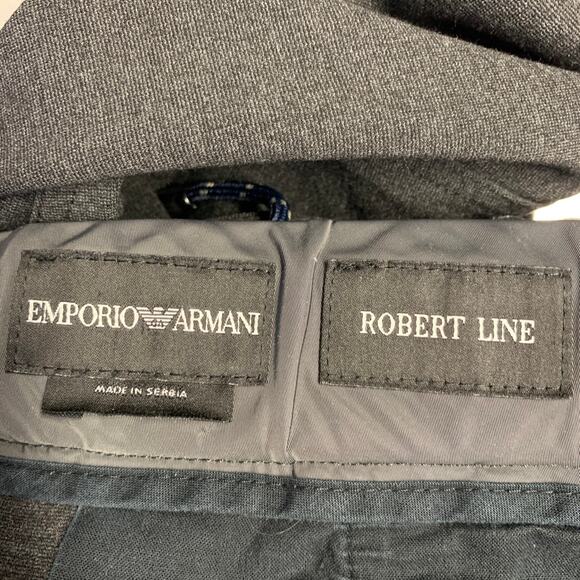 EMPORIO ARMANI
ROBERT LINE
MADE IN SERBIA